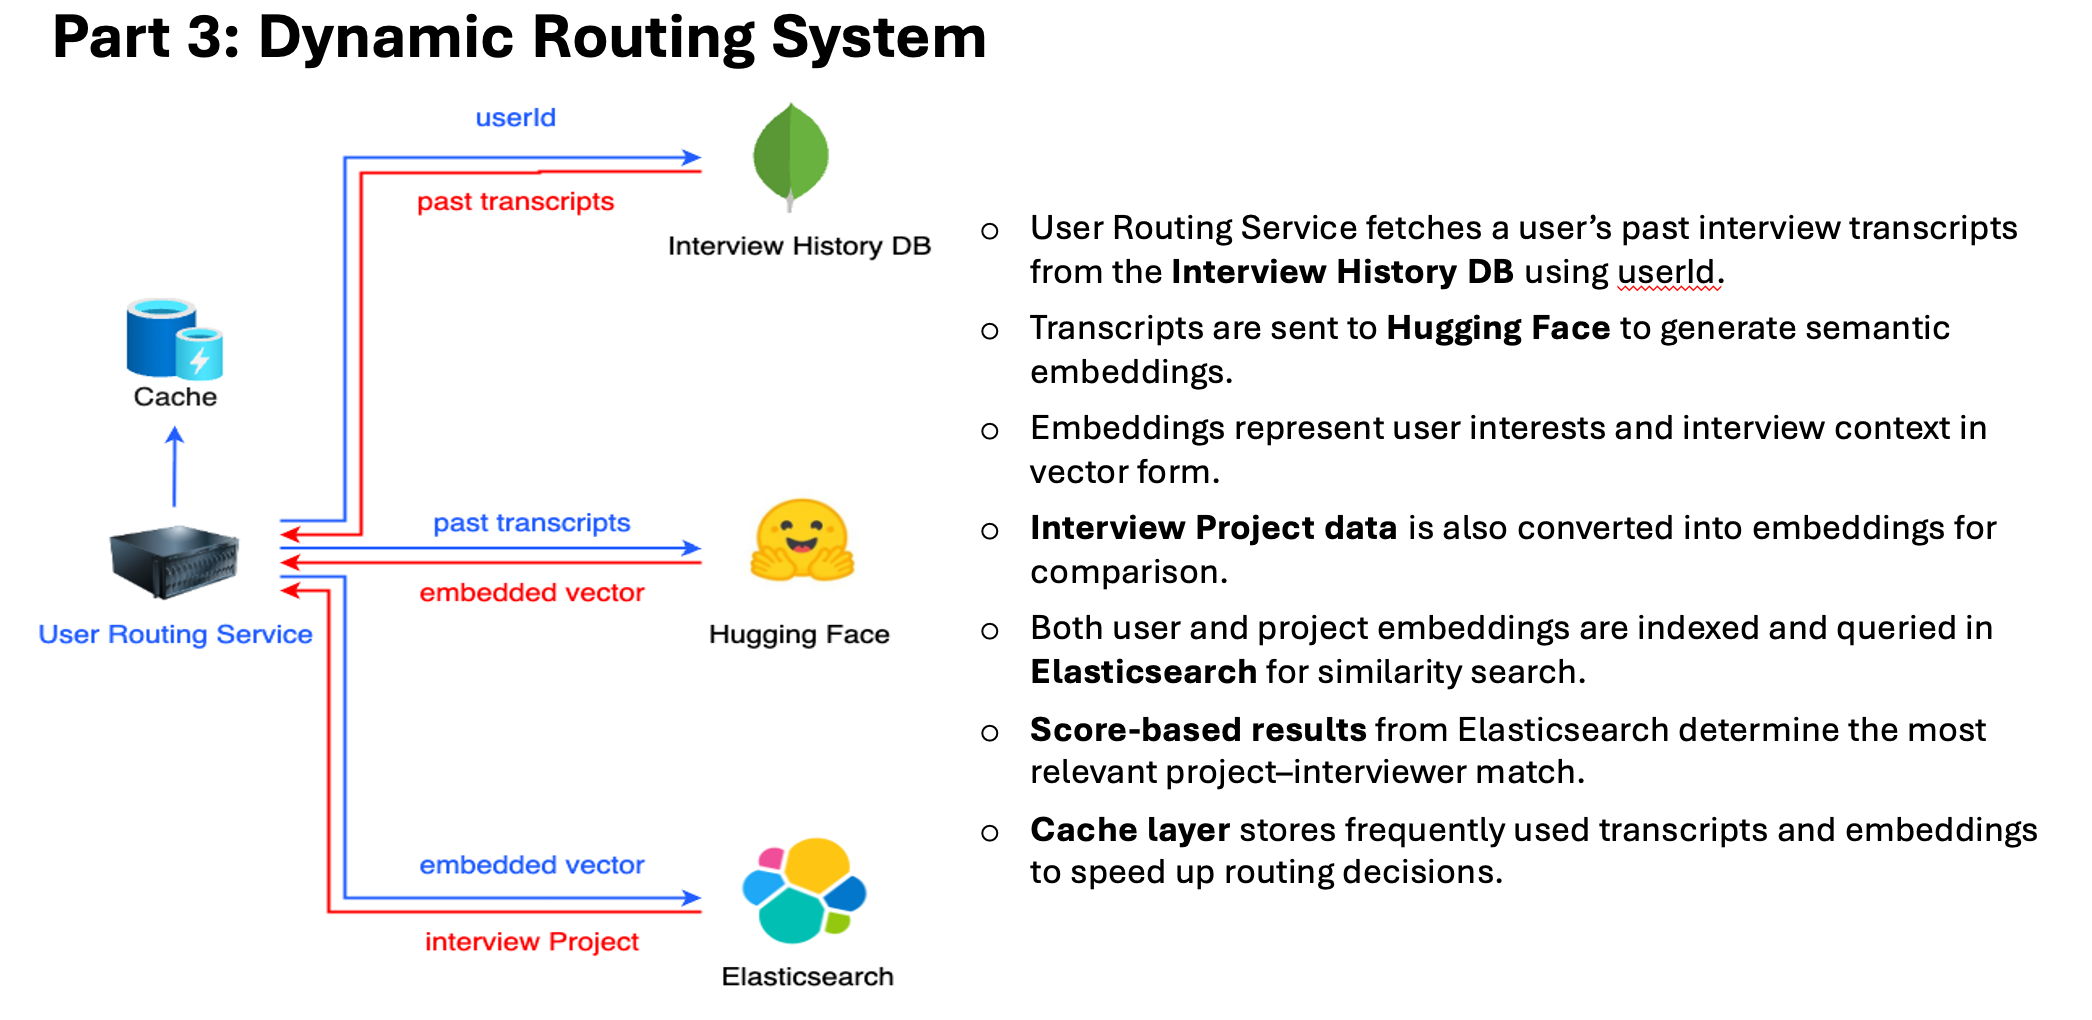 Part 3: Dynamic Routing System
userId
past transcripts
Interview History DB
Cache
past transcripts
embedded vector
User Routing Service
Hugging Face
embedded vector
interview Project
Elasticsearch
o User Routing Service fetches a user’s past interview transcripts
from the Interview History DB using userId.
o Transcripts are sent to Hugging Face to generate semantic
embeddings.
o Embeddings represent user interests and interview context in
vector form.
o Interview Project data is also converted into embeddings for
comparison.
o Both user and project embeddings are indexed and queried in
Elasticsearch for similarity search.
o Score-based results from Elasticsearch determine the most
relevant project–interviewer match.
o Cache layer stores frequently used transcripts and embeddings
to speed up routing decisions.